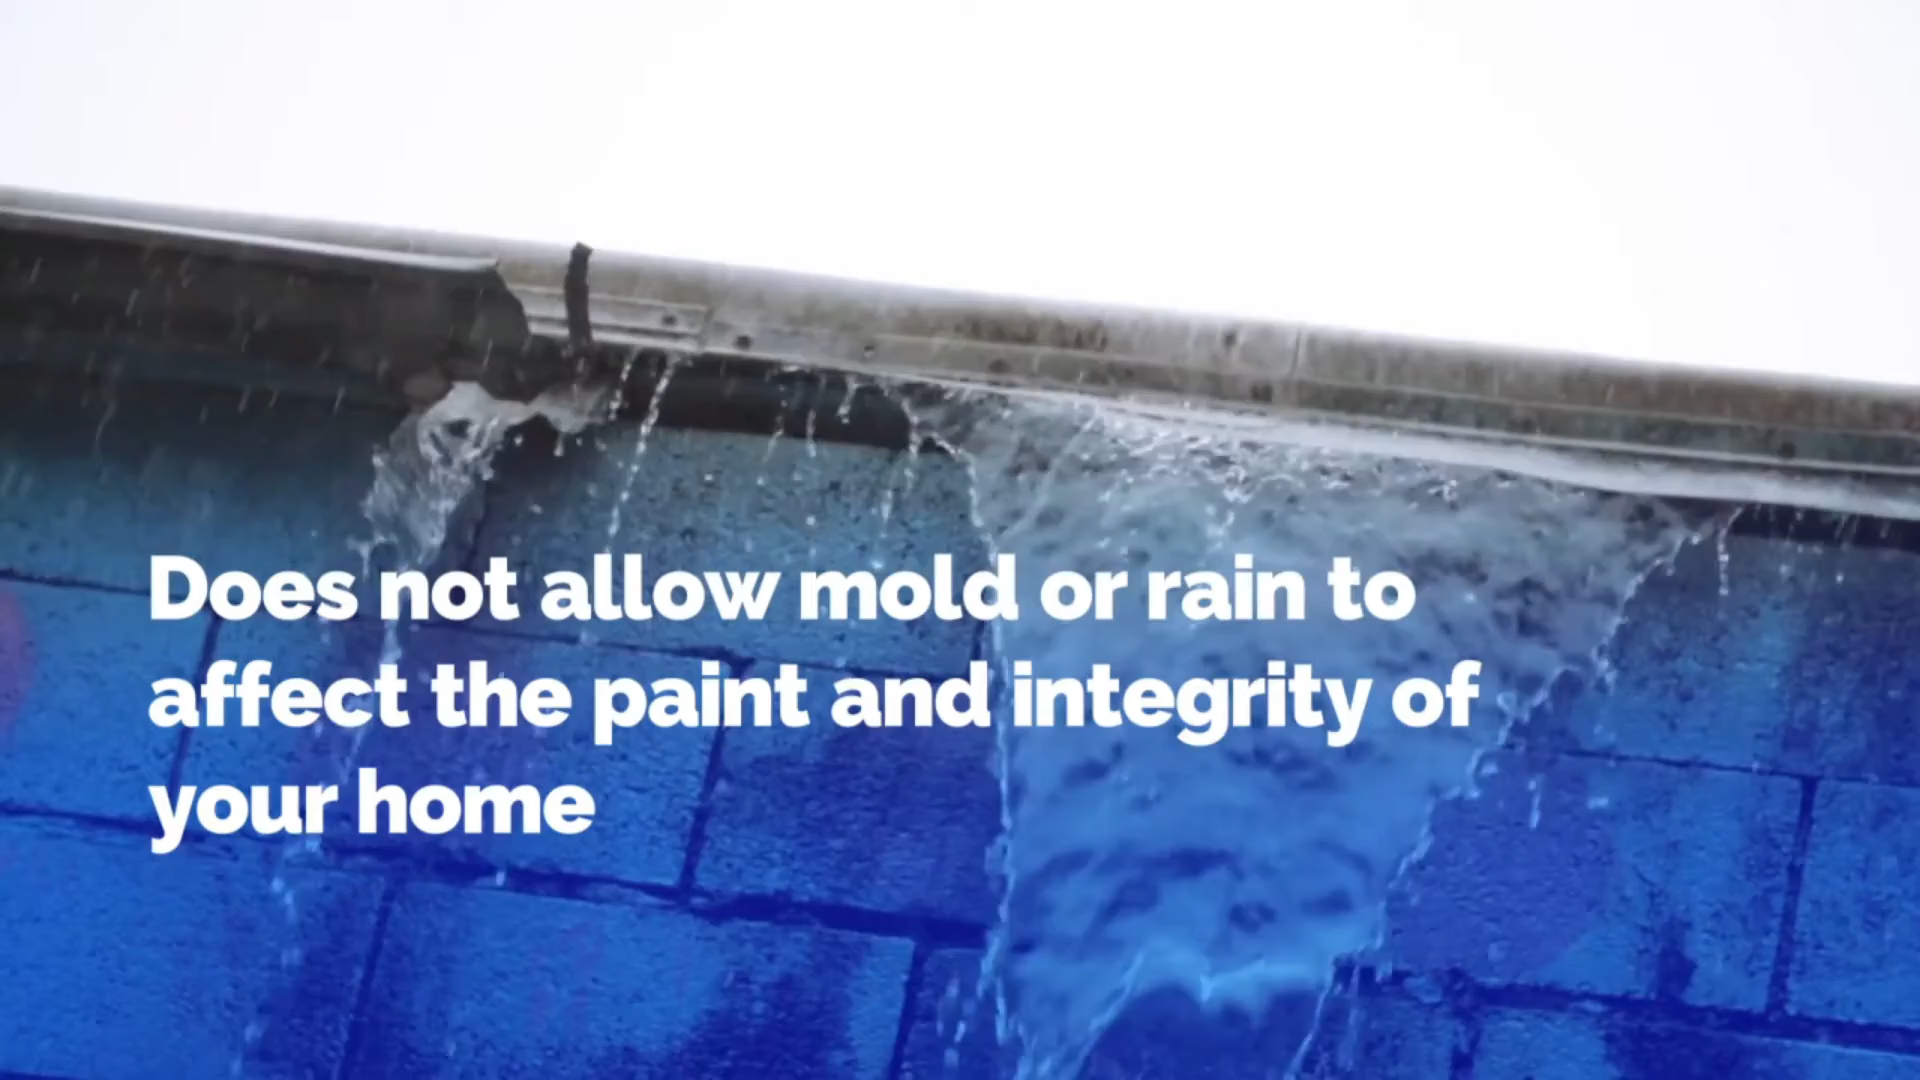 Does not allow mold or rain to
affect the paint and integrity of
your home